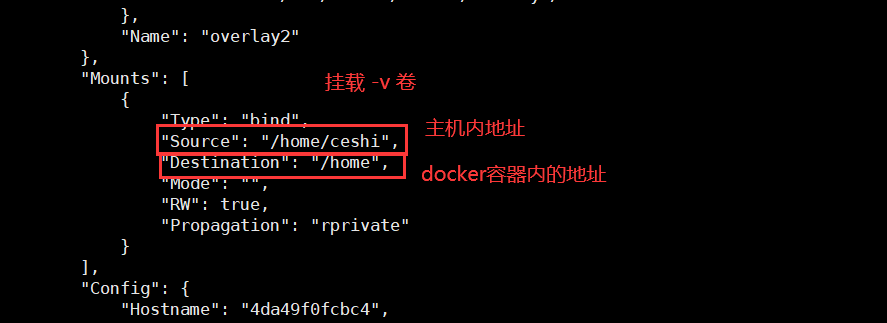 },
"Name": "overlay2"
},
"Mounts": [
挂载 -v 卷
{
"Type": "bind",
"Source": "/home/ceshi",
主机内地址
"Destination": "/home",
docker容器内的地址
"Mode": "",
"RW": true,
"Propagation": "rprivate"
}
],
"Config": {
"Hostname": "4da49f0fcbc4",